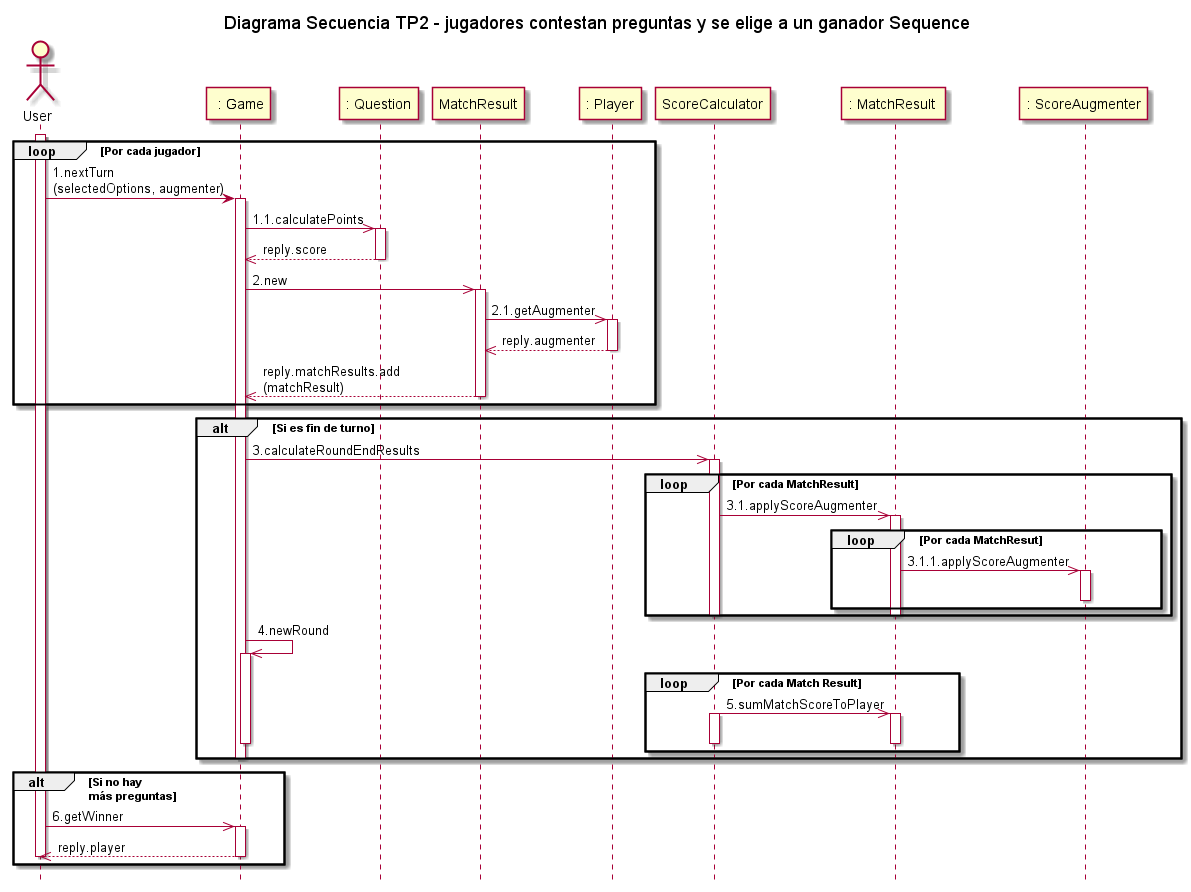 Diagrama Secuencia TP2 - jugadores contestan preguntas y se elige a un ganador Sequence
User
: Game
: Question
MatchResult
: Player
ScoreCalculator
: MatchResult
: ScoreAugmenter
loop
[Por cada jugador]
1.nextTurn
(selectedOptions, augmenter)
1.1.calculatePoints
reply.score
2.new
2.1.getAugmenter
reply.augmenter
reply.matchResults.add
(matchResult)
alt
[Si es fin de turno]
3.calculateRoundEndResults
loop
[Por cada MatchResult]
3.1.applyScoreAugmenter
loop
[Por cada MatchResut]
3.1.1.applyScoreAugmenter
4.newRound
loop
[Por cada Match Result]
5.sumMatchScoreToPlayer
alt
[Si no hay
más preguntas]
6.getWinner
reply.player